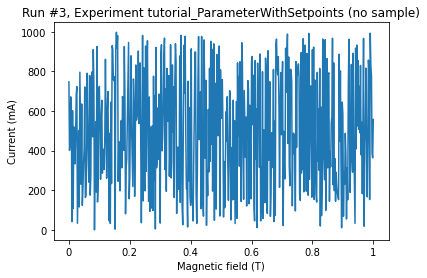 Run #3, Experiment tutorial_ParameterWithSetpoints (no sample)
1000
800
600
400
200
0
Current (mA)
0 0.2 0.4 0.6 0.8 1
Magnetic field (T)